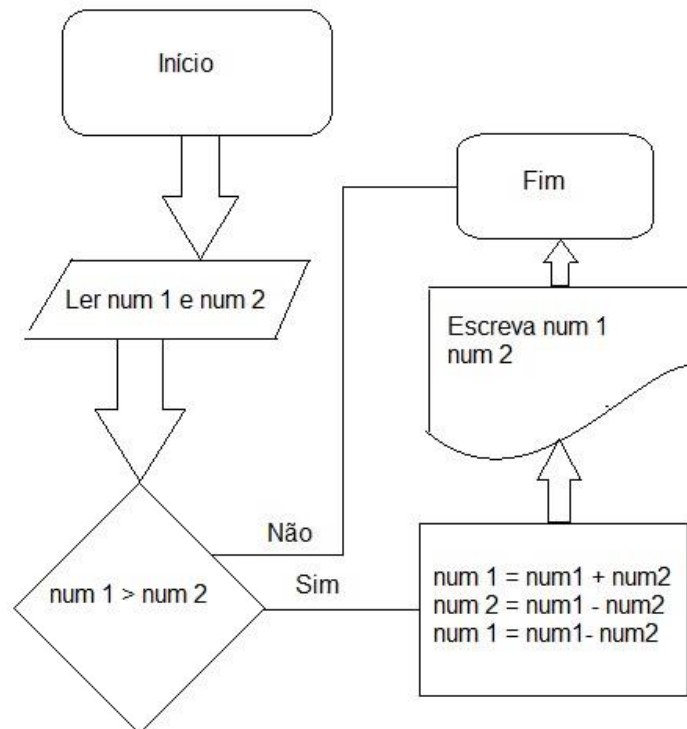 Início
Ler num 1 e num 2
num 1 > num 2
Não
Sim
num 1 = num1 + num2
num 2 = num1 - num2
num 1 = num1- num2
Escreva num 1
num 2
Fim